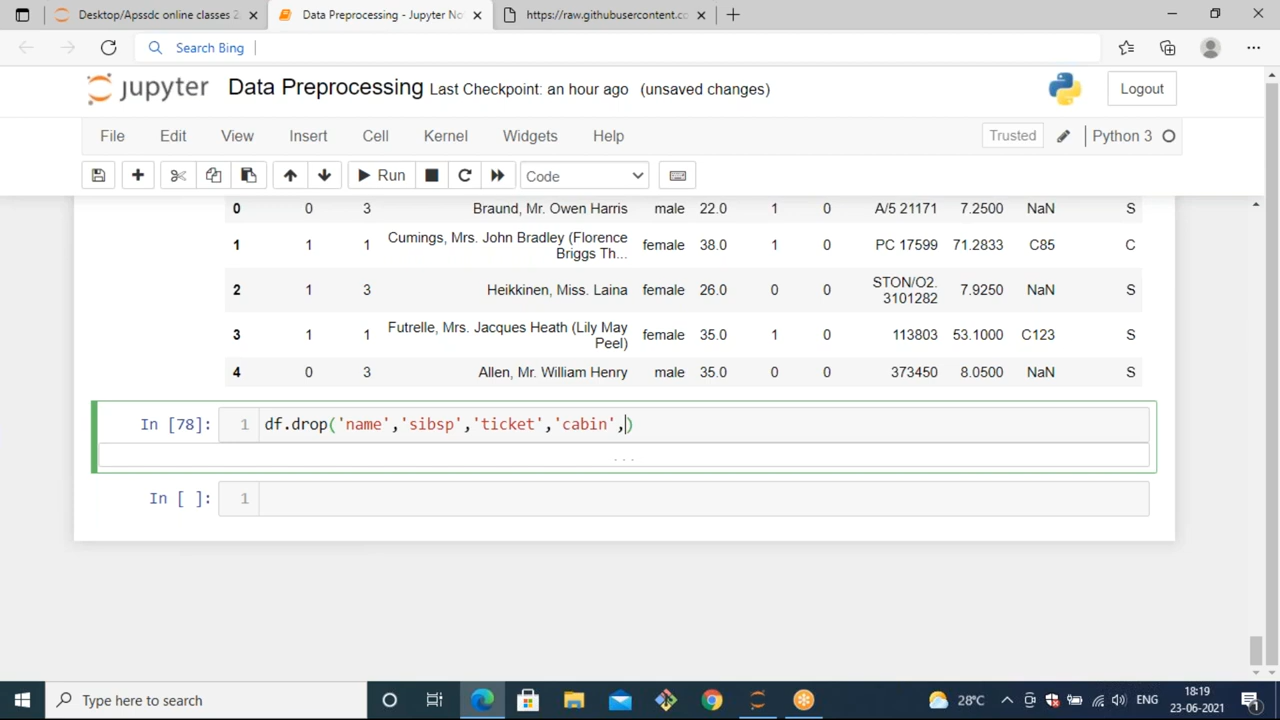 Desktop/Apssdc online classes 2
Data Preprocessing - Jupyter No
https://raw.githubusercontent.co
Search Bing
jupyter Data Preprocessing Last Checkpoint: an hour ago (unsaved changes)
Logout
File Edit View Insert Cell Kernel Widgets Help
Trusted Python 3
Run Code
0 0 3 Braund, Mr. Owen Harris male 22.0 1 0 A/5 21171 7.2500 NaN S
1 1 1 Cumings, Mrs. John Bradley (Florence Briggs Th... female 38.0 1 0 PC 17599 71.2833 C85 C
2 1 3 Heikkinen, Miss. Laina female 26.0 0 0 STON/O2. 3101282 7.9250 NaN S
3 1 1 Futrelle, Mrs. Jacques Heath (Lily May Peel) female 35.0 1 0 113803 53.1000 C123 S
4 0 3 Allen, Mr. William Henry male 35.0 0 0 373450 8.0500 NaN S
In [78]: 1 df.drop('name','sibsp','ticket','cabin',)
...
In [ ]: 1
Type here to search
28°C
ENG
18:19
23-06-2021
1